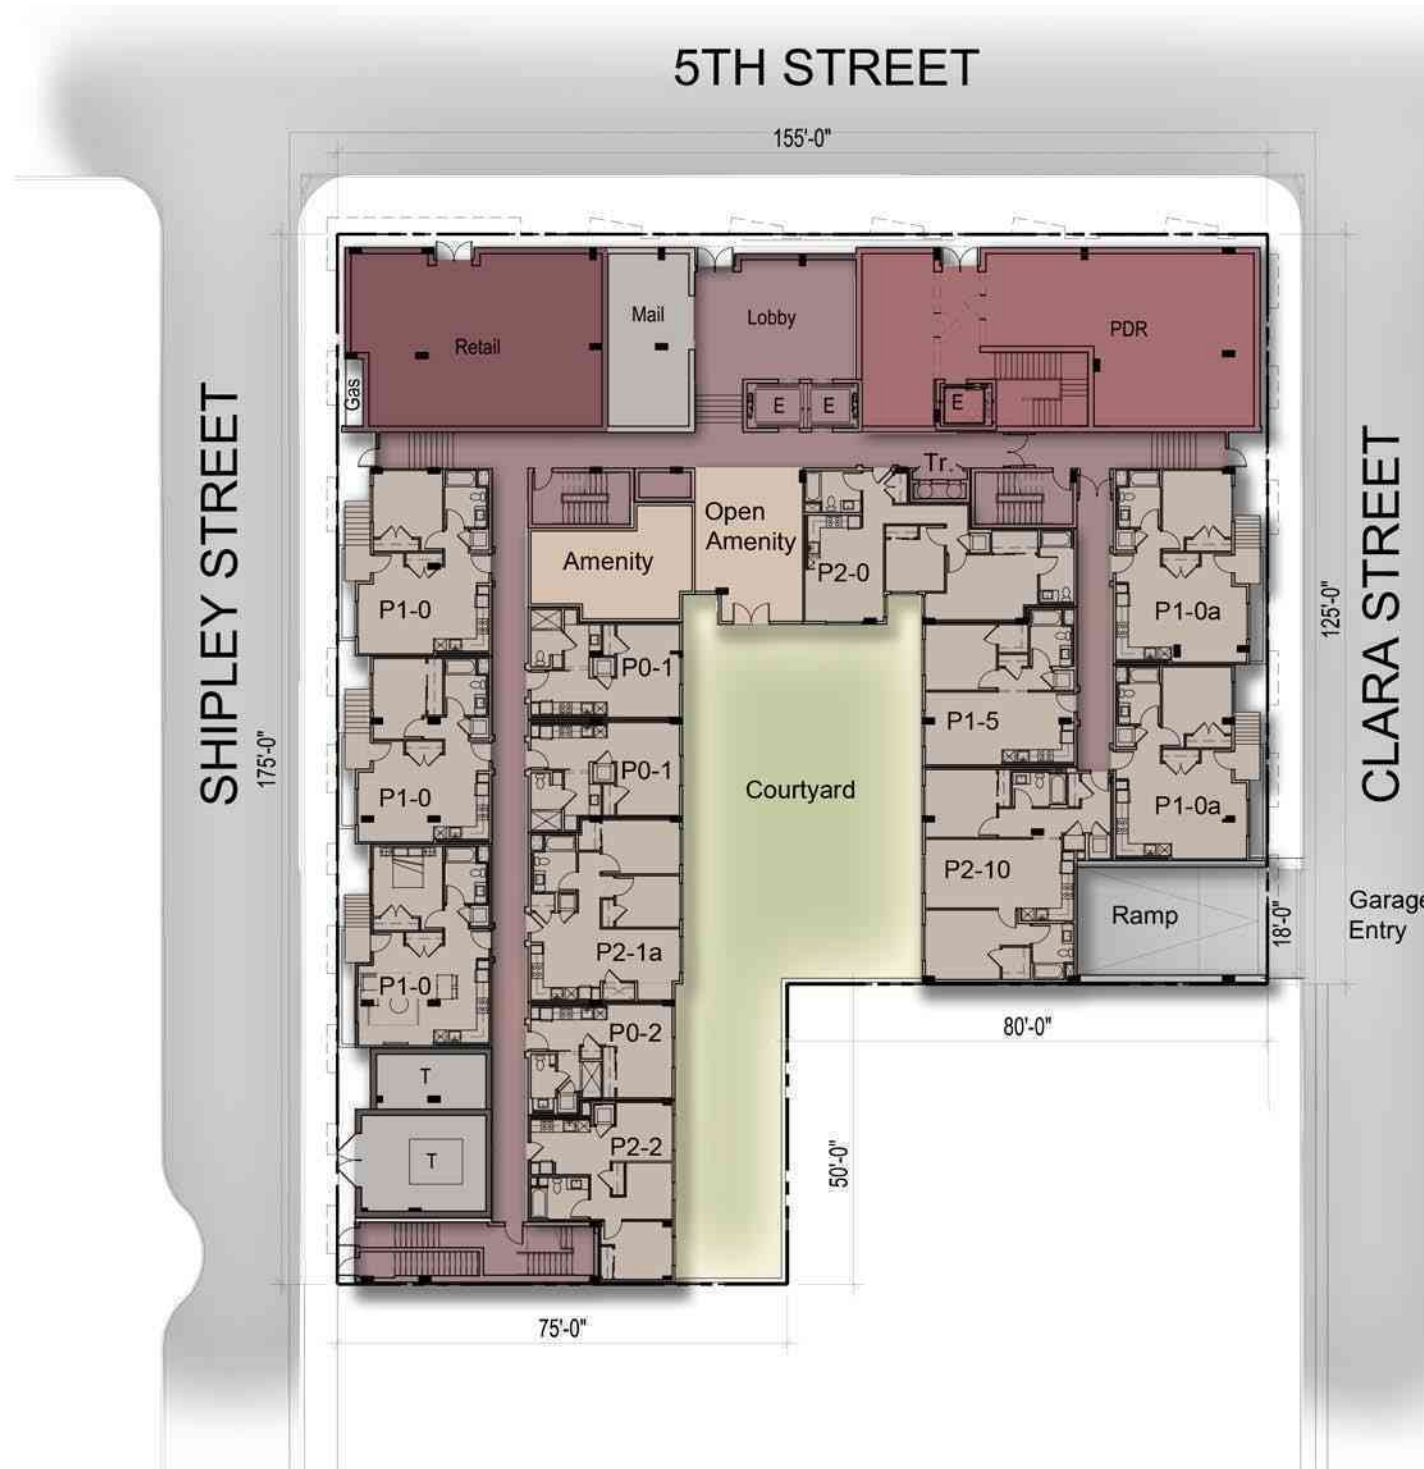 5TH STREET
155'-0"
Retail
Mail
Lobby
PDR
Gas
E
E
E
Tr.
SHIPLEY STREET
175'-0"
CLARA STREET
125'-0"
Open
Amenity
Amenity
P2-0
P1-0
P1-0a
P0-1
P1-5
P0-1
P1-0
Courtyard
P1-0a
P2-10
P2-1a
P1-0
Ramp
18'-0"
Garage
Entry
P0-2
80'-0"
T
P2-2
T
50'-0"
75'-0"